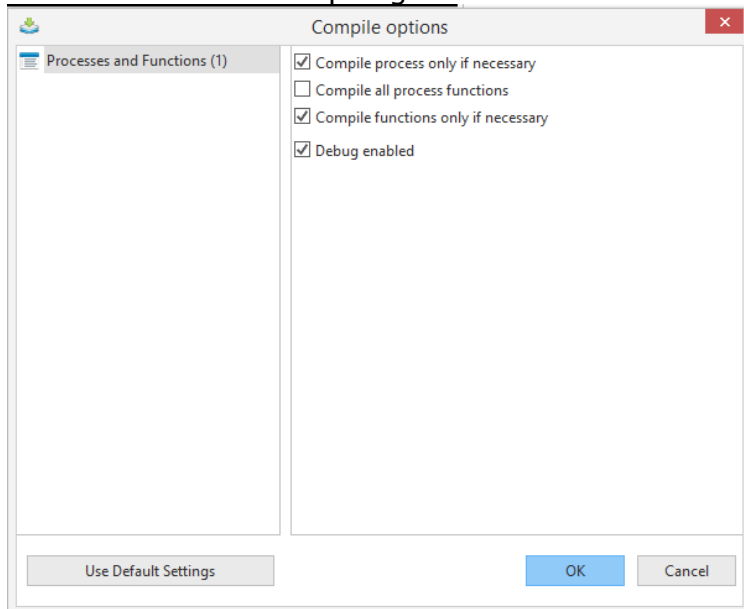 Compile options
Processes and Functions (1)
Compile process only if necessary
Compile all process functions
Compile functions only if necessary
Debug enabled
Use Default Settings
OK
Cancel